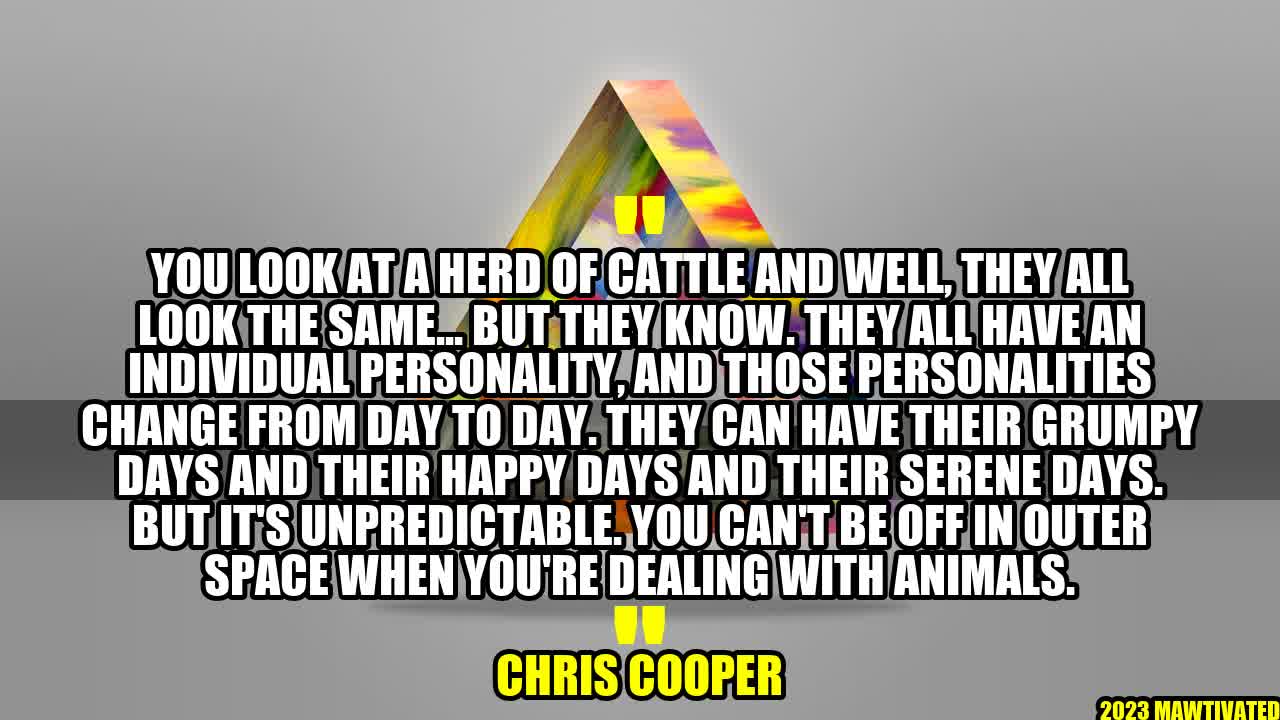 "
YOU LOOK AT A HERD OF CATTLE AND WELL, THEY ALL
LOOK THE SAME... BUT THEY KNOW. THEY ALL HAVE AN
INDIVIDUAL PERSONALITY, AND THOSE PERSONALITIES
CHANGE FROM DAY TO DAY. THEY CAN HAVE THEIR GRUMPY
DAYS AND THEIR HAPPY DAYS AND THEIR SERENE DAYS.
BUT IT'S UNPREDICTABLE. YOU CAN'T BE OFF IN OUTER
SPACE WHEN YOU'RE DEALING WITH ANIMALS.
"
CHRIS COOPER
2023 MAWTIVATED